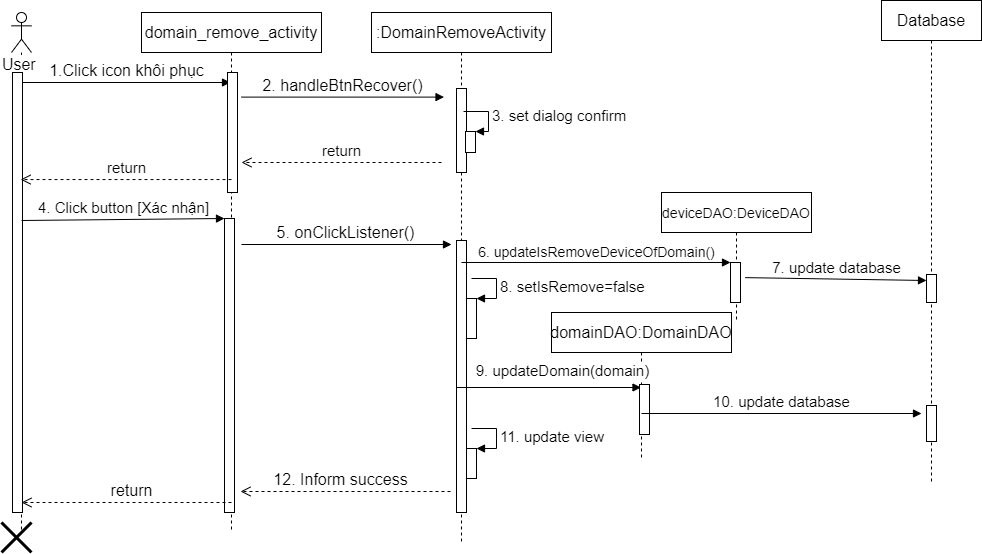 User
domain_remove_activity
:DomainRemoveActivity
Database
1.Click icon khôi phục
2. handleBtnRecover()
3. set dialog confirm
return
return
4. Click button [Xác nhận]
deviceDAO:DeviceDAO
5. onClickListener()
6. updateIsRemoveDeviceOfDomain()
7. update database
8. setIsRemove=false
domainDAO:DomainDAO
9. updateDomain(domain)
10. update database
11. update view
12. Inform success
return